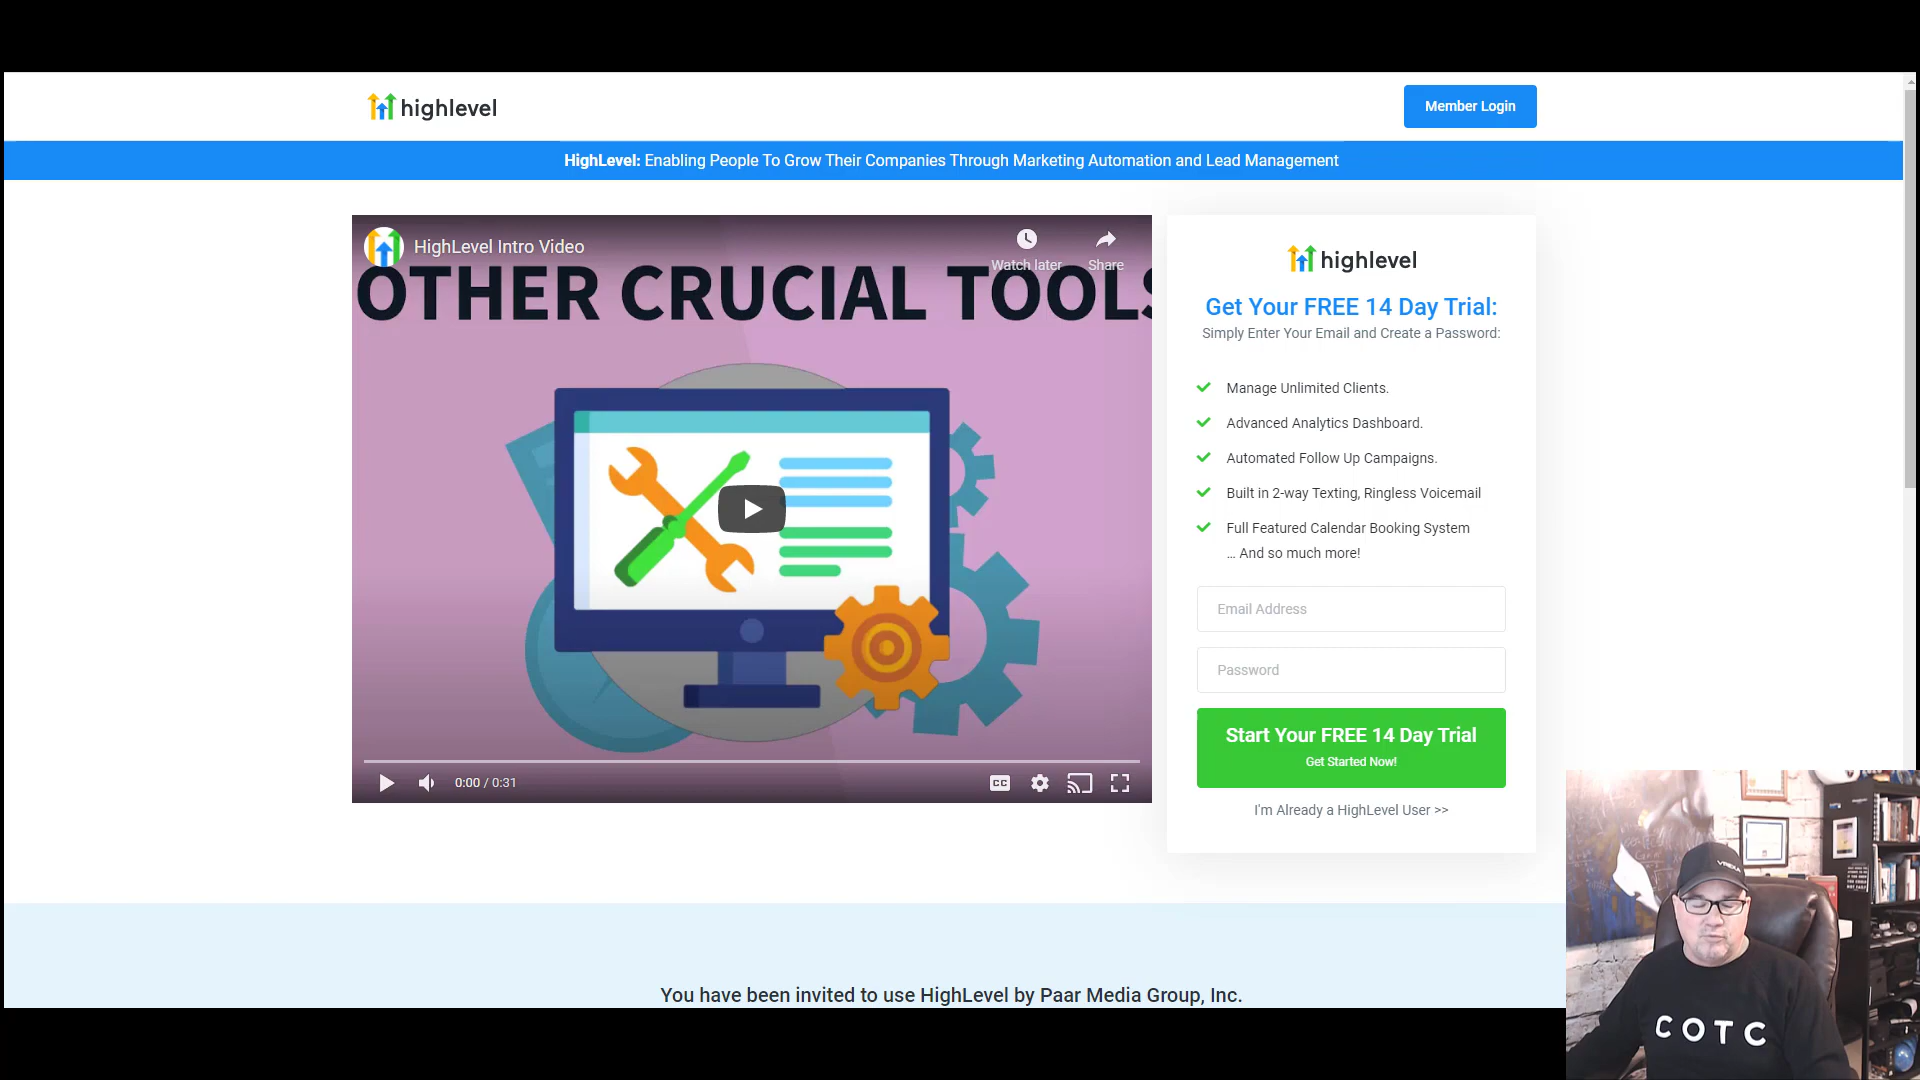 highlevel
Member Login
HighLevel: Enabling People To Grow Their Companies Through Marketing Automation and Lead Management
HighLevel Intro Video
Watch later
Share
OTHER CRUCIAL TOOLS
0:00 / 0:31
CC
highlevel
Get Your FREE 14 Day Trial:
Simply Enter Your Email and Create a Password:
Manage Unlimited Clients.
Advanced Analytics Dashboard.
Automated Follow Up Campaigns.
Built in 2-way Texting, Ringless Voicemail
Full Featured Calendar Booking System
... And so much more!
Email Address
Password
Start Your FREE 14 Day Trial
Get Started Now!
I'm Already a HighLevel User >>
You have been invited to use HighLevel by Paar Media Group, Inc.
COTC